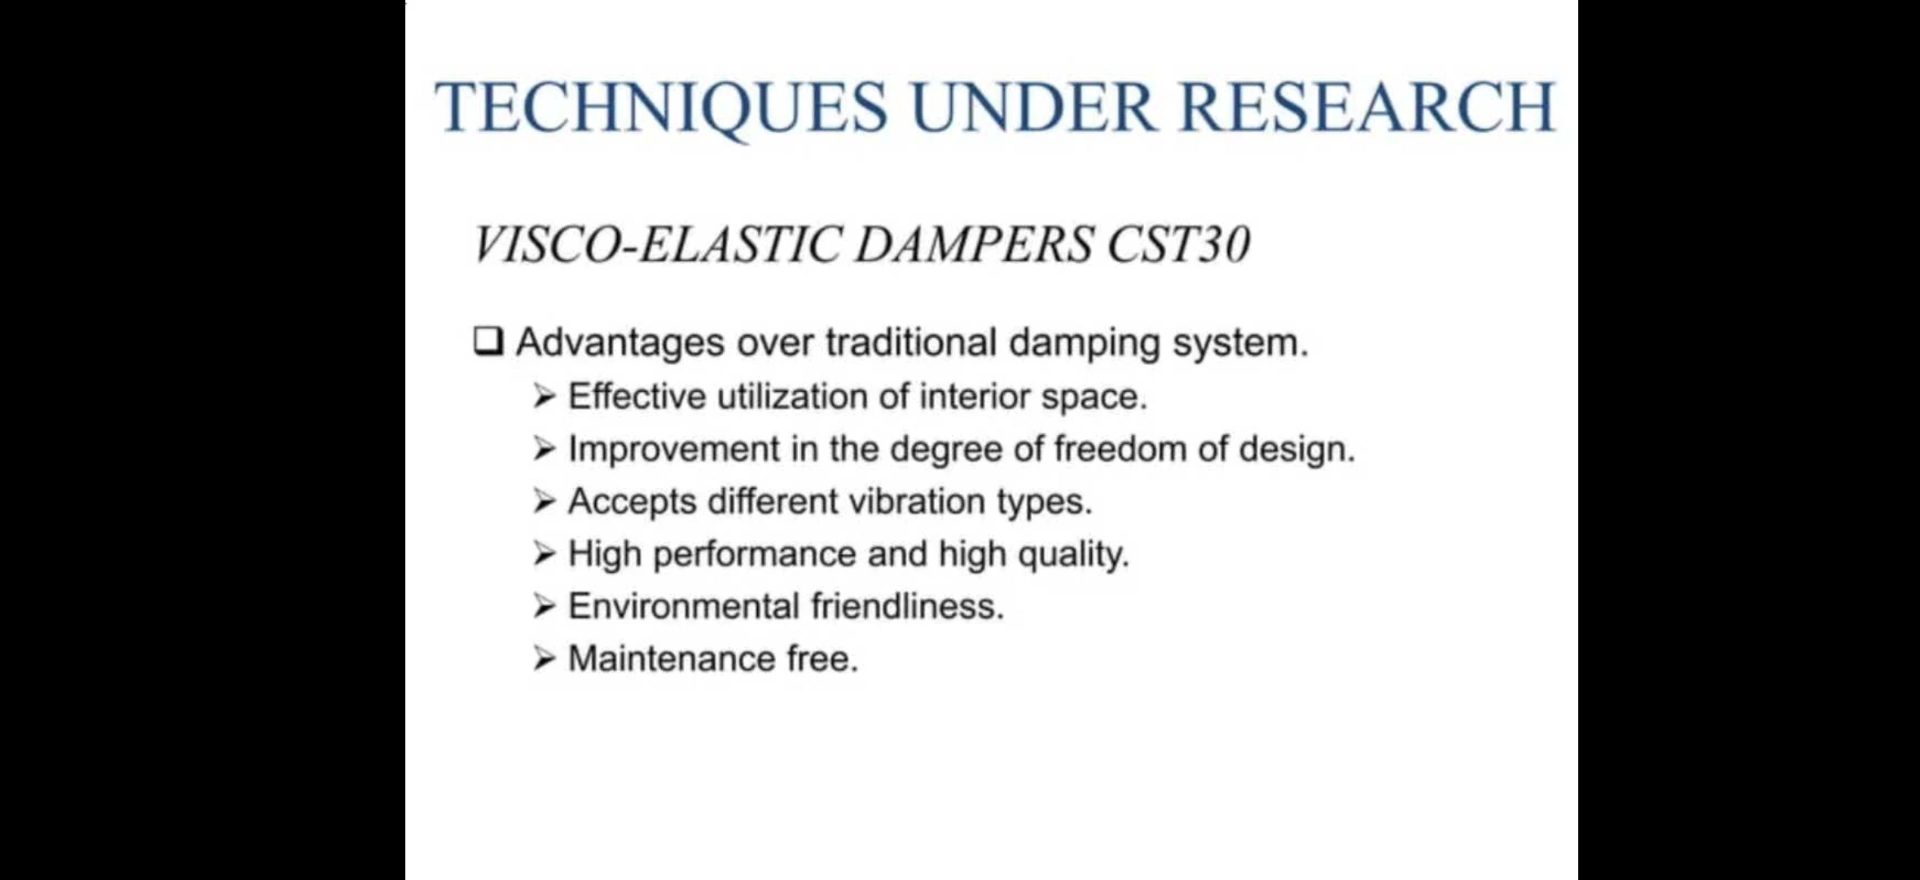 TECHNIQUES UNDER RESEARCH
VISCO-ELASTIC DAMPERS CST30
❑ Advantages over traditional damping system.
➢ Effective utilization of interior space.
➢ Improvement in the degree of freedom of design.
➢ Accepts different vibration types.
➢ High performance and high quality.
➢ Environmental friendliness.
➢ Maintenance free.